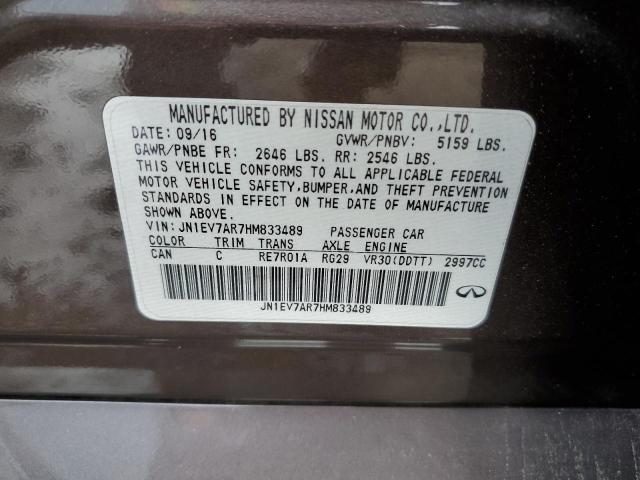 MANUFACTURED BY NISSAN MOTOR CO.,LTD.
DATE: 09/16 GVWR/PNBV: 5159 LBS.
GAWR/PNBE FR: 2646 LBS. RR: 2546 LBS.
THIS VEHICLE CONFORMS TO ALL APPLICABLE FEDERAL
MOTOR VEHICLE SAFETY,BUMPER,AND THEFT PREVENTION
STANDARDS IN EFFECT ON THE DATE OF MANUFACTURE
SHOWN ABOVE.
VIN: JN1EV7AR7HM833489 PASSENGER CAR
COLOR TRIM TRANS AXLE ENGINE
CAN C RE7R01A RG29 VR30(DDTT) 2997CC
JN1EV7AR7HM833489